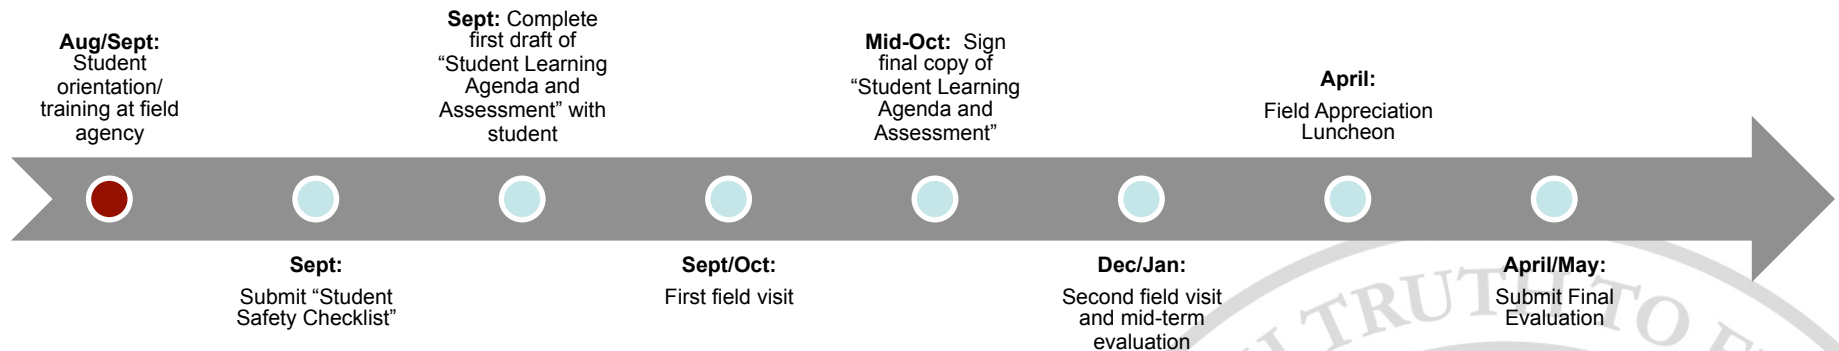 Aug/Sept:
Student
orientation/
training at field
agency
Sept:
Submit “Student
Safety Checklist”
Sept: Complete
first draft of
“Student Learning
Agenda and
Assessment” with
student
Sept/Oct:
First field visit
Mid-Oct:  Sign
final copy of
“Student Learning
Agenda and
Assessment”
Dec/Jan:
Second field visit
and mid-term
evaluation
April:
Field Appreciation
Luncheon
April/May:
Submit Final
Evaluation
TRUTH TO